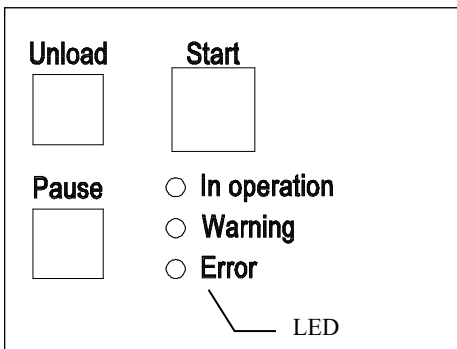 Unload
Start
Pause
In operation
Warning
Error
LED